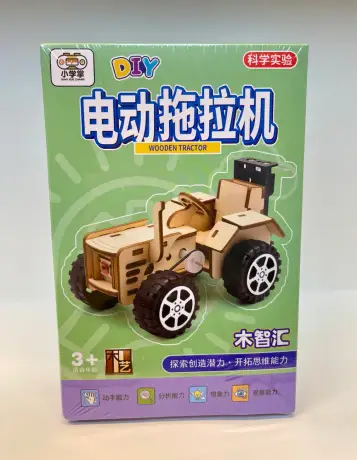 小学掌
DIY
科学实验
电动拖拉机
WOODEN TRACTOR
木智汇
3+
木艺
探索创造潜力·开拓思维能力
动手能力
分析能力
想象力
观察能力